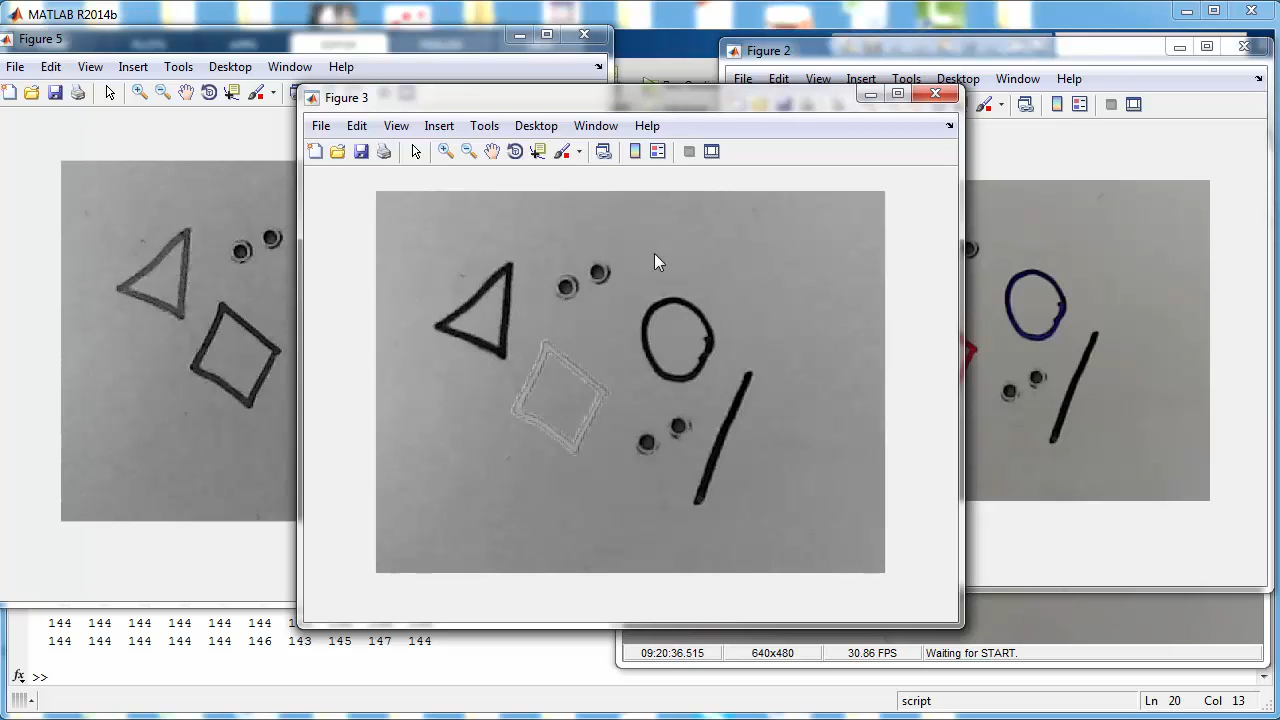 MATLAB R2014b
Figure 5
File Edit View Insert Tools Desktop Window Help
Figure 2
File Edit View Insert Tools Desktop Window Help
Figure 3
File Edit View Insert Tools Desktop Window Help
144 144 144 144 144 144
144 144 144 144 144 146 143 145 147 144
fx >>
09:20:36.515 640x480 30.86 FPS Waiting for START.
script Ln 20 Col 13